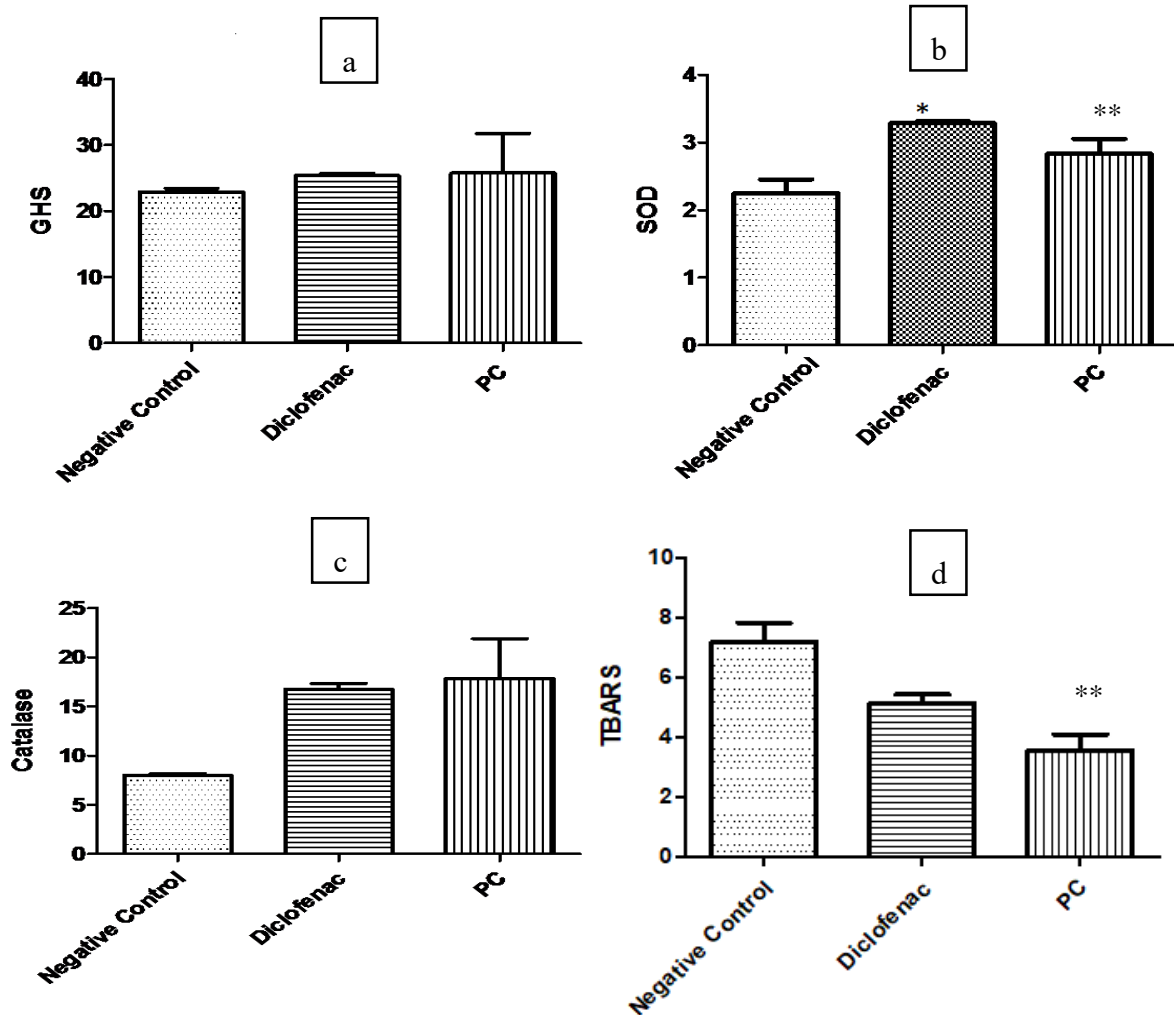 a
40
30
20
10
0
GHS
Negative Control
Diclofenac
PC
b
4
3
2
1
0
SOD
*
**
Negative Control
Diclofenac
PC
c
25
20
15
10
5
0
Catalase
Negative Control
Diclofenac
PC
d
10
8
6
4
2
0
TBARS
**
Negative Control
Diclofenac
PC